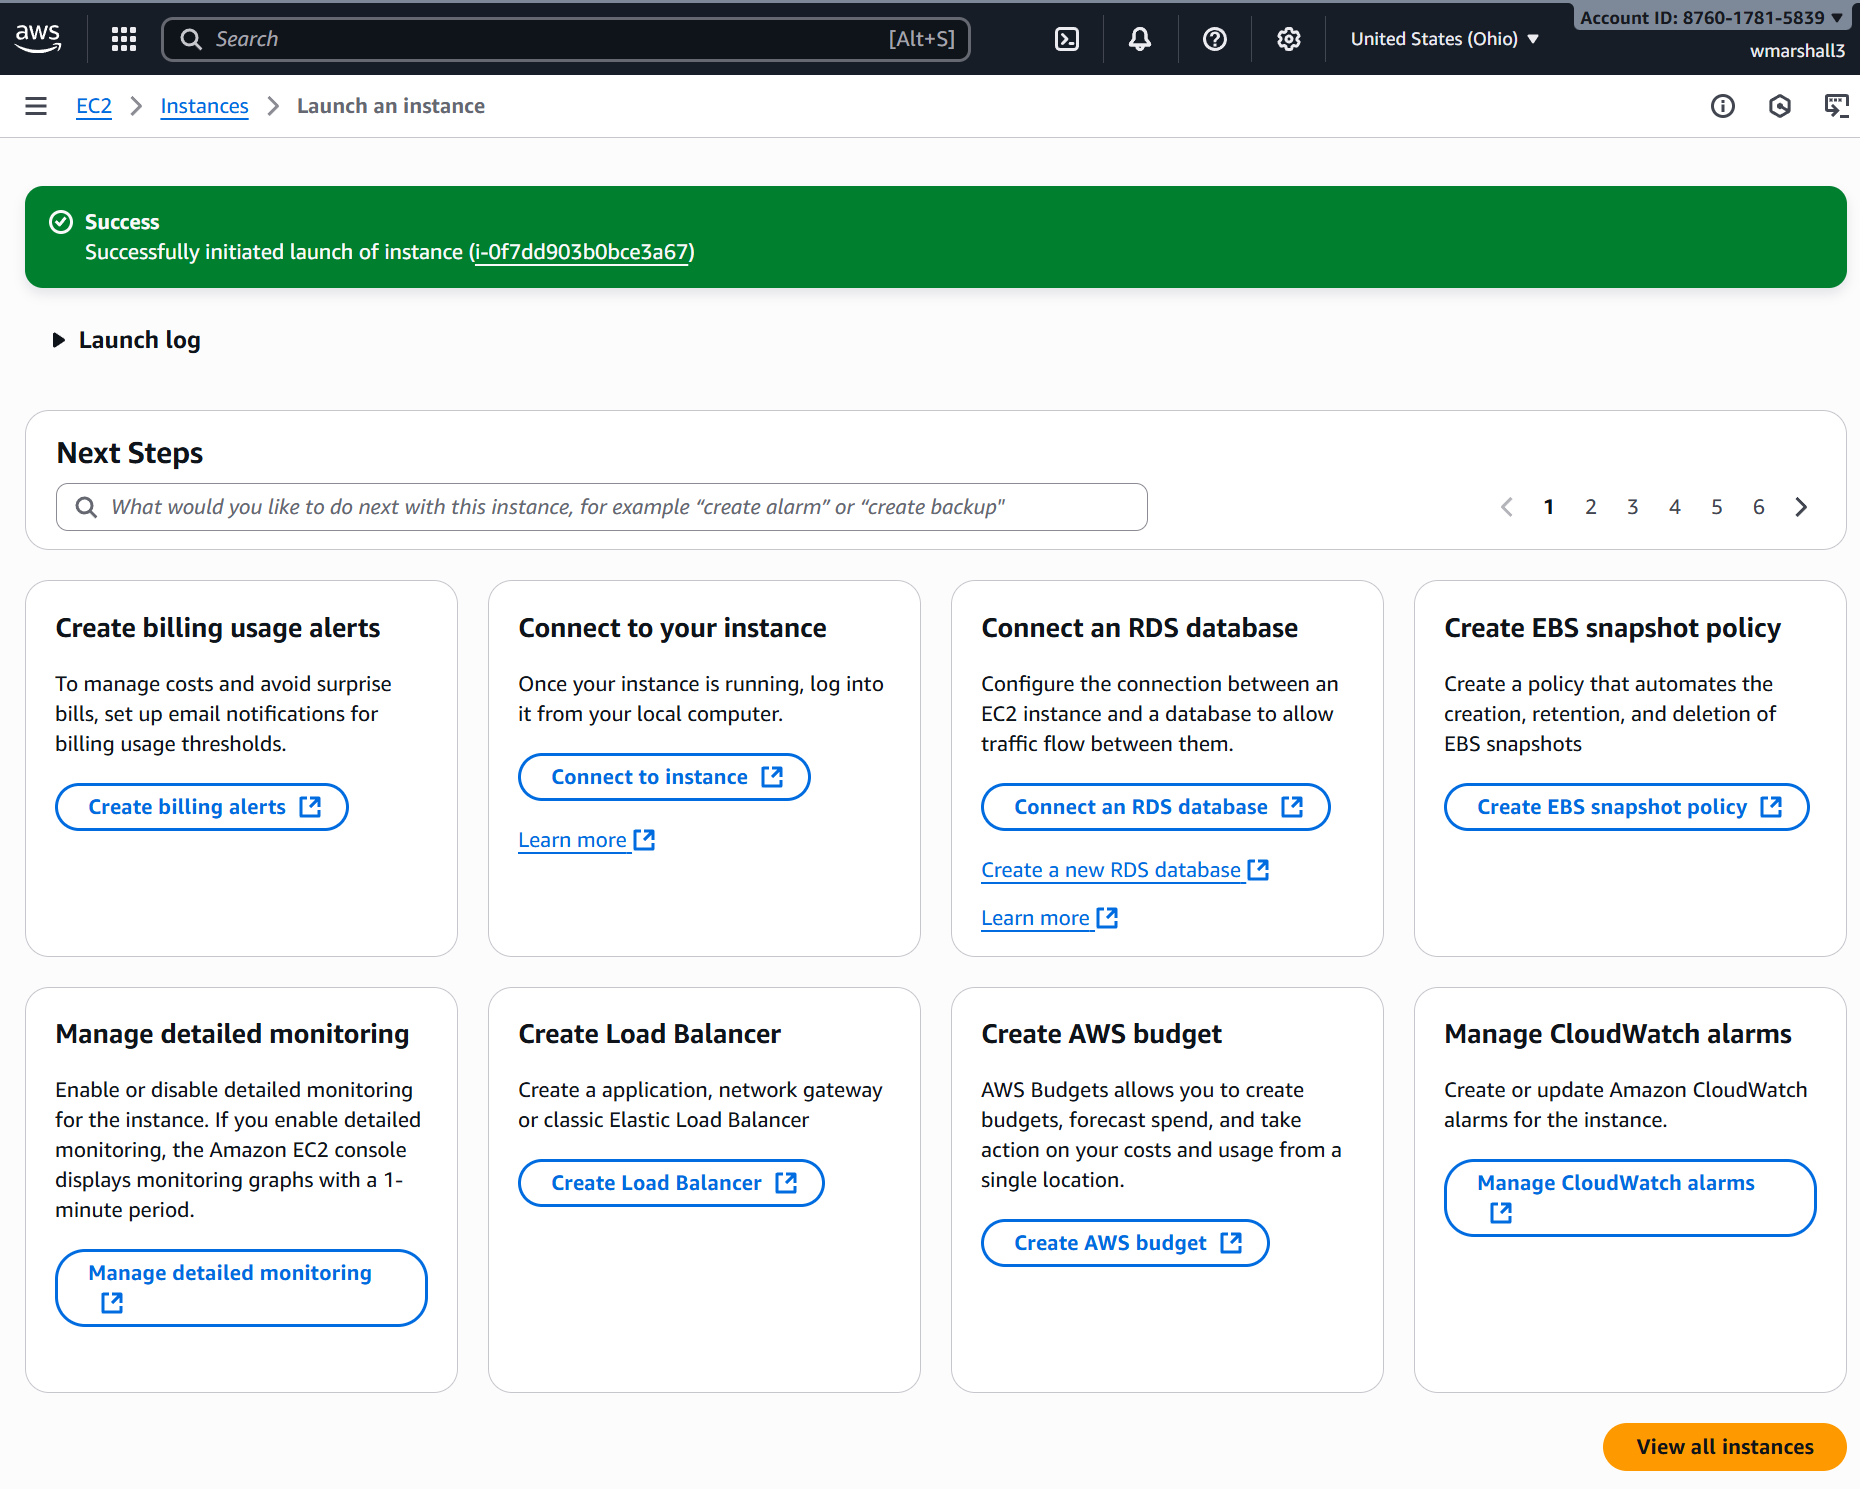 aws
Search [Alt+S]
United States (Ohio)
Account ID: 8760-1781-5839
wmarshall3
EC2 Instances Launch an instance
Success
Successfully initiated launch of instance (i-0f7dd903b0bce3a67)
Launch log
Next Steps
What would you like to do next with this instance, for example “create alarm” or “create backup"
1 2 3 4 5 6
Create billing usage alerts
To manage costs and avoid surprise
bills, set up email notifications for
billing usage thresholds.
Create billing alerts
Connect to your instance
Once your instance is running, log into
it from your local computer.
Connect to instance
Learn more
Connect an RDS database
Configure the connection between an
EC2 instance and a database to allow
traffic flow between them.
Connect an RDS database
Create a new RDS database
Learn more
Create EBS snapshot policy
Create a policy that automates the
creation, retention, and deletion of
EBS snapshots
Create EBS snapshot policy
Manage detailed monitoring
Enable or disable detailed monitoring
for the instance. If you enable detailed
monitoring, the Amazon EC2 console
displays monitoring graphs with a 1-
minute period.
Manage detailed monitoring
Create Load Balancer
Create a application, network gateway
or classic Elastic Load Balancer
Create Load Balancer
Create AWS budget
AWS Budgets allows you to create
budgets, forecast spend, and take
action on your costs and usage from a
single location.
Create AWS budget
Manage CloudWatch alarms
Create or update Amazon CloudWatch
alarms for the instance.
Manage CloudWatch alarms
View all instances